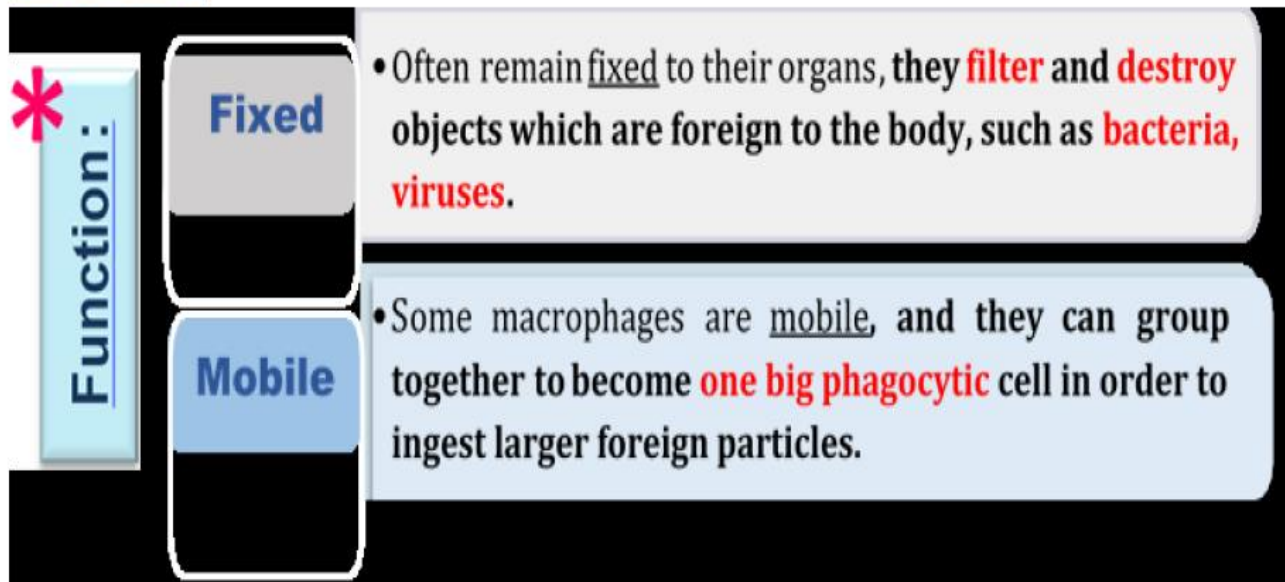 * Function :
Fixed
• Often remain fixed to their organs, they filter and destroy
objects which are foreign to the body, such as bacteria,
viruses.
Mobile
• Some macrophages are mobile, and they can group
together to become one big phagocytic cell in order to
ingest larger foreign particles.